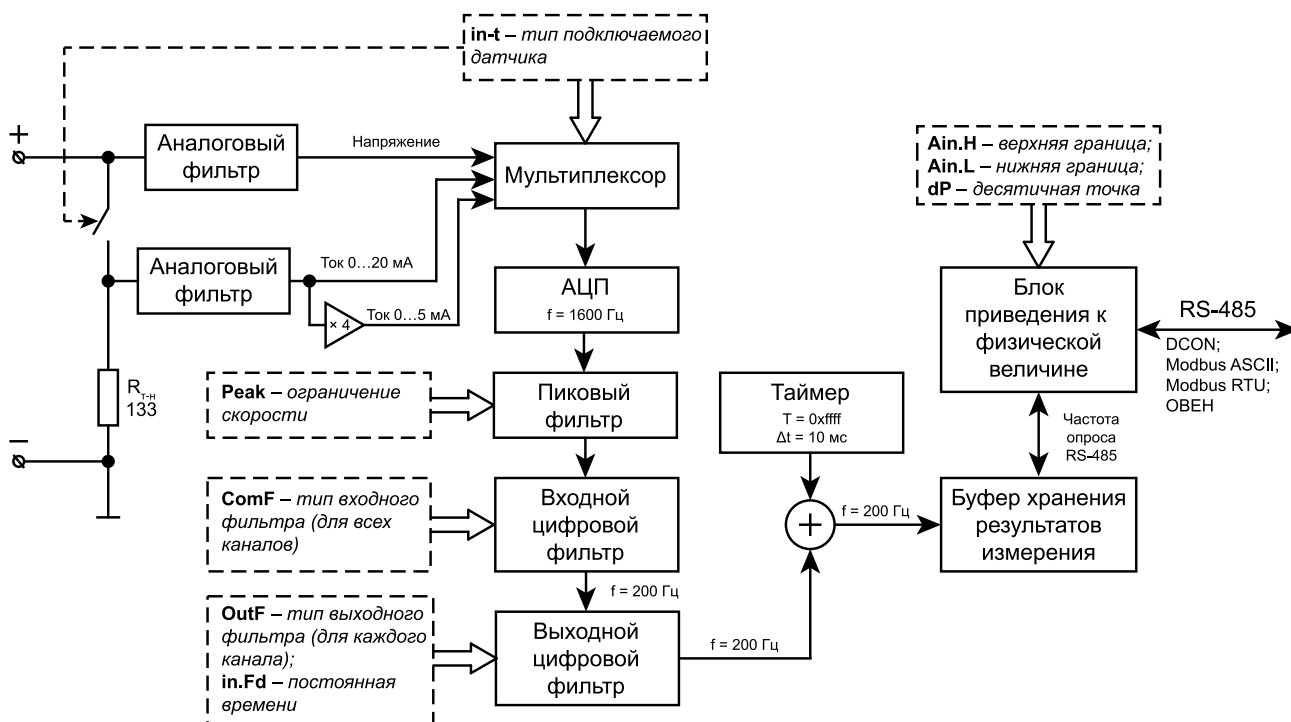 in-t – тип подключаемого
датчика
+
Аналоговый
фильтр
Напряжение
Мультиплексор
Ain.H – верхняя граница;
Ain.L – нижняя граница;
dP – десятичная точка
Аналоговый
фильтр
Ток 0...20 мА
× 4
Ток 0...5 мА
АЦП
f = 1600 Гц
Блок
приведения к
физической
величине
RS-485
DCON;
Modbus ASCII;
Modbus RTU;
ОВЕН
Rт-н
133
–
Peak – ограничение
скорости
Пиковый
фильтр
Таймер
T = 0xffff
Δt = 10 мс
Частота
опроса
RS-485
ComF – тип входного
фильтра (для всех
каналов)
Входной
цифровой
фильтр
+
f = 200 Гц
Буфер хранения
результатов
измерения
f = 200 Гц
OutF – тип выходного
фильтра (для каждого
канала);
in.Fd – постоянная
времени
Выходной
цифровой
фильтр
f = 200 Гц